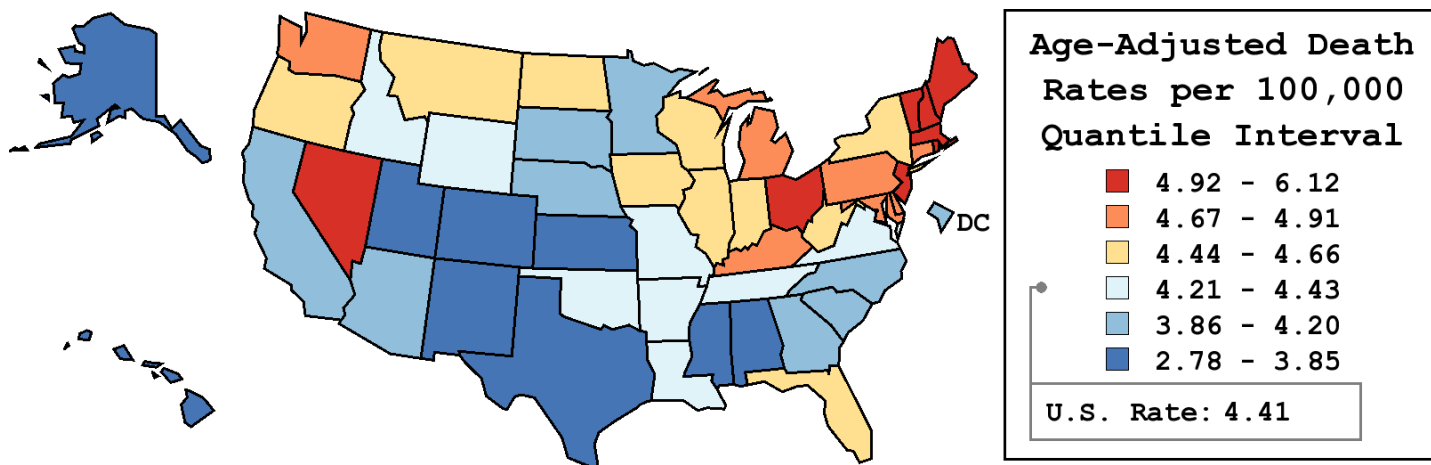 Age-Adjusted Death
Rates per 100,000
Quantile Interval
4.92 - 6.12
4.67 - 4.91
4.44 - 4.66
4.21 - 4.43
3.86 - 4.20
2.78 - 3.85
U.S. Rate: 4.41
DC